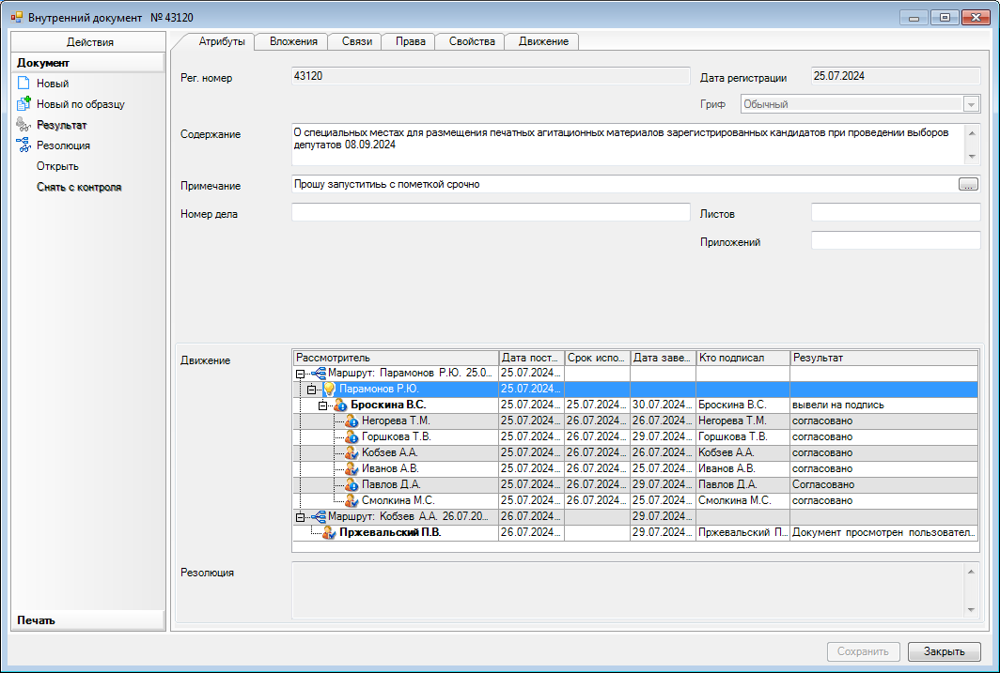 Внутренний документ № 43120
Действия
Документ
Новый
Новый по образцу
Результат
Резолюция
Открыть
Снять с контроля
Печать
Атрибуты Вложения Связи Права Свойства Движение
Рег. номер 43120 Дата регистрации 25.07.2024
Гриф Обычный
Содержание О специальных местах для размещения печатных агитационных материалов зарегистрированных кандидатов при проведении выборов
депутатов 08.09.2024
Примечание Прошу запуститиьь с пометкой срочно ...
Номер дела Листов
Приложений
Движение
Рассмотритель Дата пост... Срок испо... Дата заве... Кто подписал Результат
Маршрут: Парамонов Р.Ю. 25.0... 25.07.2024...
Парамонов Р.Ю. 25.07.2024...
Броскина В.С. 25.07.2024... 25.07.2024... 30.07.2024... Броскина В.С. вывели на подпись
Негорева Т.М. 25.07.2024... 26.07.2024... 26.07.2024... Негорева Т.М. согласовано
Горшкова Т.В. 25.07.2024... 26.07.2024... 29.07.2024... Горшкова Т.В. согласовано
Кобзев А.А. 25.07.2024... 26.07.2024... 26.07.2024... Кобзев А.А. согласовано
Иванов А.В. 25.07.2024... 26.07.2024... 26.07.2024... Иванов А.В. согласовано
Павлов Д.А. 25.07.2024... 26.07.2024... 29.07.2024... Павлов Д.А. Согласовано
Смолкина М.С. 25.07.2024... 26.07.2024... 25.07.2024... Смолкина М.С. согласовано
Маршрут: Кобзев А.А. 26.07.20... 26.07.2024... 29.07.2024...
Пржевальский П.В. 26.07.2024... 29.07.2024... Пржевальский П... Документ просмотрен пользовател...
Резолюция
Сохранить Закрыть